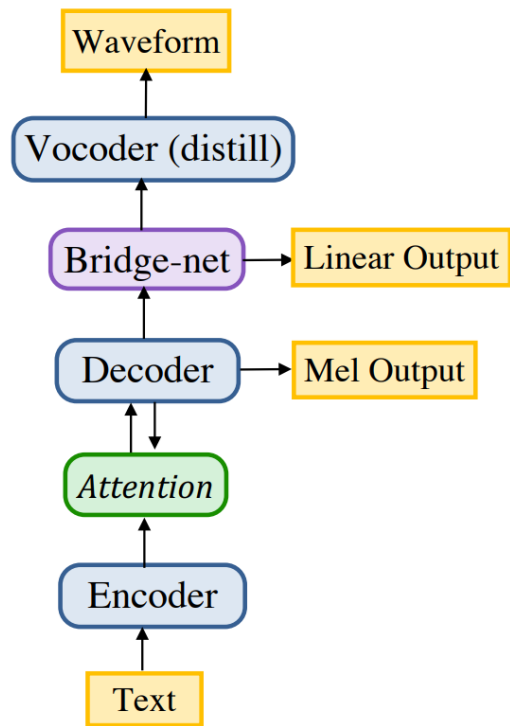 Waveform
Vocoder (distill)
Bridge-net
Linear Output
Decoder
Mel Output
Attention
Encoder
Text